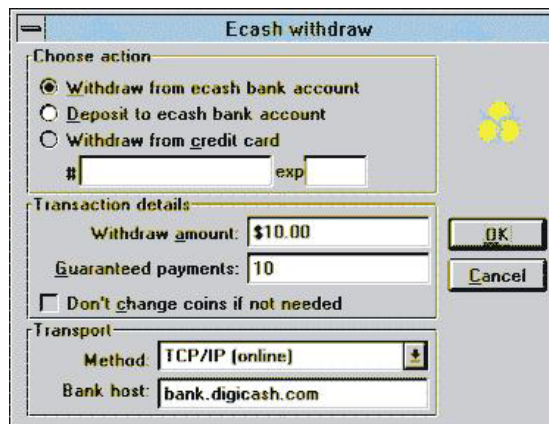 Ecash withdraw
Choose action
Withdraw from ecash bank account
Deposit to ecash bank account
Withdraw from credit card
# exp
Transaction details
Withdraw amount: $10.00
Guaranteed payments: 10
Don't change coins if not needed
OK
Cancel
Transport
Method: TCP/IP (online)
Bank host: bank.digicash.com